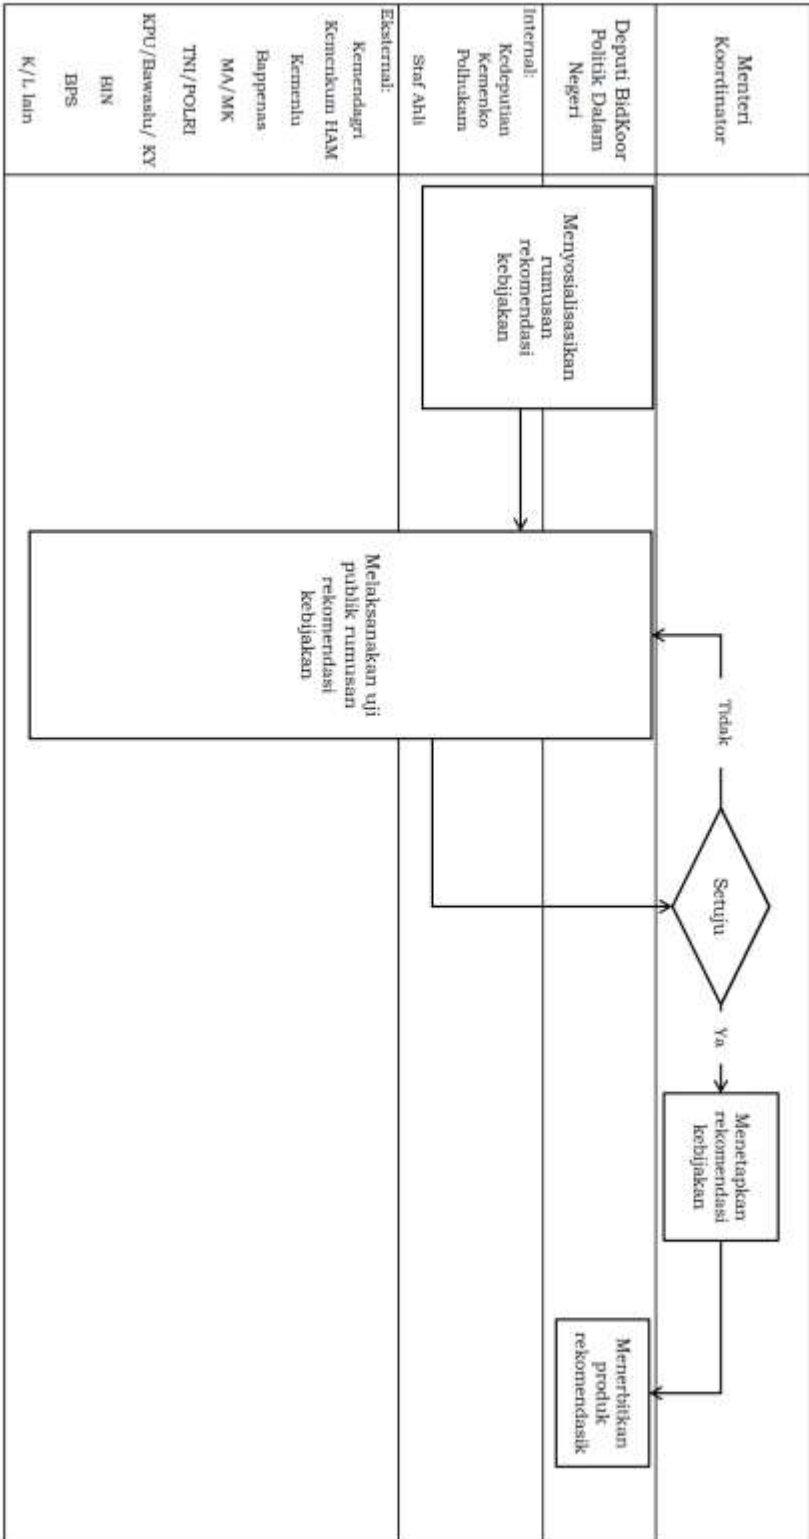 Menteri
Koordinator
Deputi BidKoor
Politik Dalam
Negeri
Internal:
Kedeputian
Kemenko
Polhukam
Staf Ahli
Eksternal:
Kemendagri
Kemenkum HAM
Kemenlu
Bappenas
MA/MK
TNI/POLRI
KPU/Bawaslu/ KY
BIN
BPS
K/L lain
Menyosialisasikan
rumusan
rekomendasi
kebijakan
Melaksanakan uji
publik rumusan
rekomendasi
kebijakan
Tidak
Setuju
Ya
Menetapkan
rekomendasi
kebijakan
Menerbitkan
produk
rekomendasik